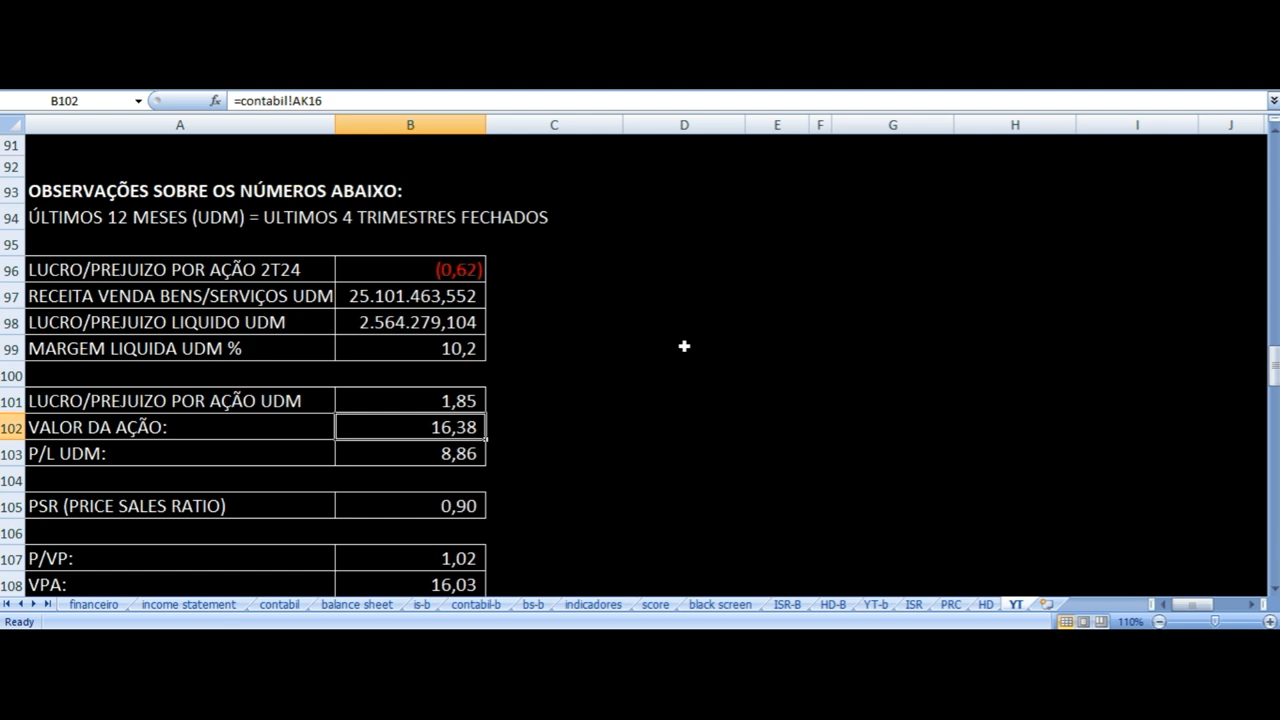 B102 fx =contabil!AK16
A B C D E F G H I J
91
92
93 OBSERVAÇÕES SOBRE OS NÚMEROS ABAIXO:
94 ÚLTIMOS 12 MESES (UDM) = ULTIMOS 4 TRIMESTRES FECHADOS
95
96 LUCRO/PREJUIZO POR AÇÃO 2T24 (0,62)
97 RECEITA VENDA BENS/SERVIÇOS UDM 25.101.463,552
98 LUCRO/PREJUIZO LIQUIDO UDM 2.564.279,104
99 MARGEM LIQUIDA UDM % 10,2
100
101 LUCRO/PREJUIZO POR AÇÃO UDM 1,85
102 VALOR DA AÇÃO: 16,38
103 P/L UDM: 8,86
104
105 PSR (PRICE SALES RATIO) 0,90
106
107 P/VP: 1,02
108 VPA: 16,03
financeiro income statement contabil balance sheet is-b contabil-b bs-b indicadores score black screen ISR-B HD-B YT-b ISR PRC HD YT
Ready 110%